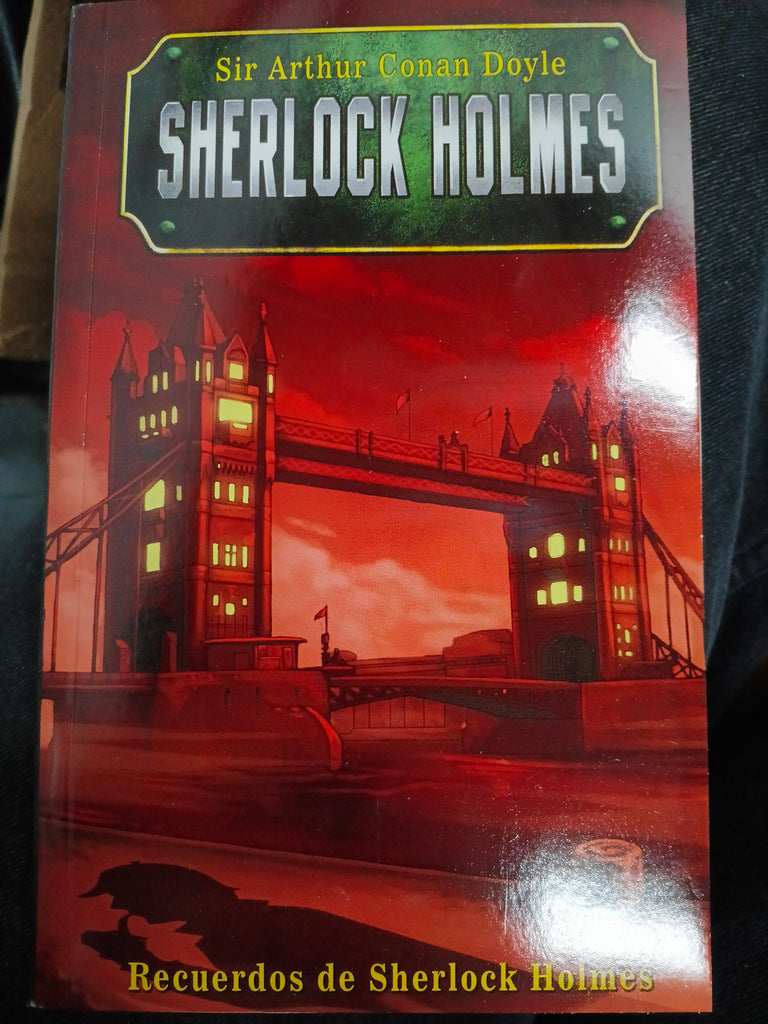 Sir Arthur Conan Doyle
SHERLOCK HOLMES
Recuerdos de Sherlock Holmes